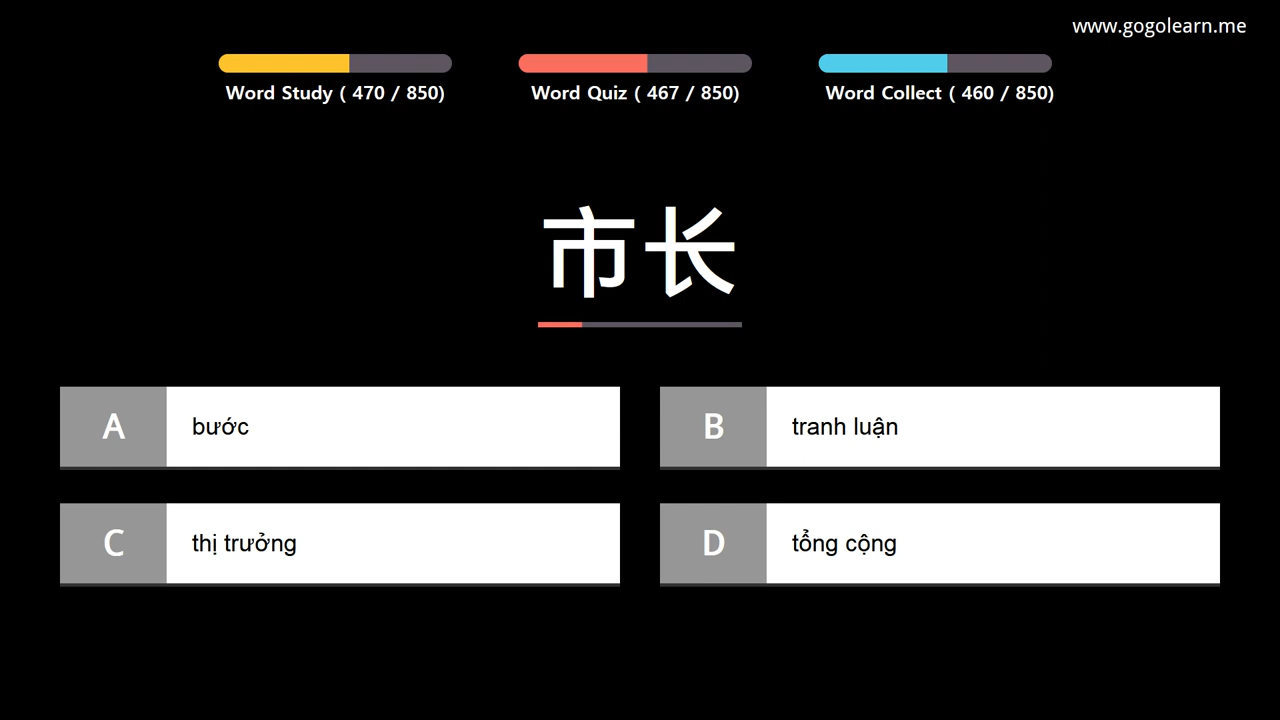 www.gogolearn.me
Word Study ( 470 / 850)
Word Quiz ( 467 / 850)
Word Collect ( 460 / 850)
市长
A
bước
B
tranh luận
C
thị trưởng
D
tổng cộng